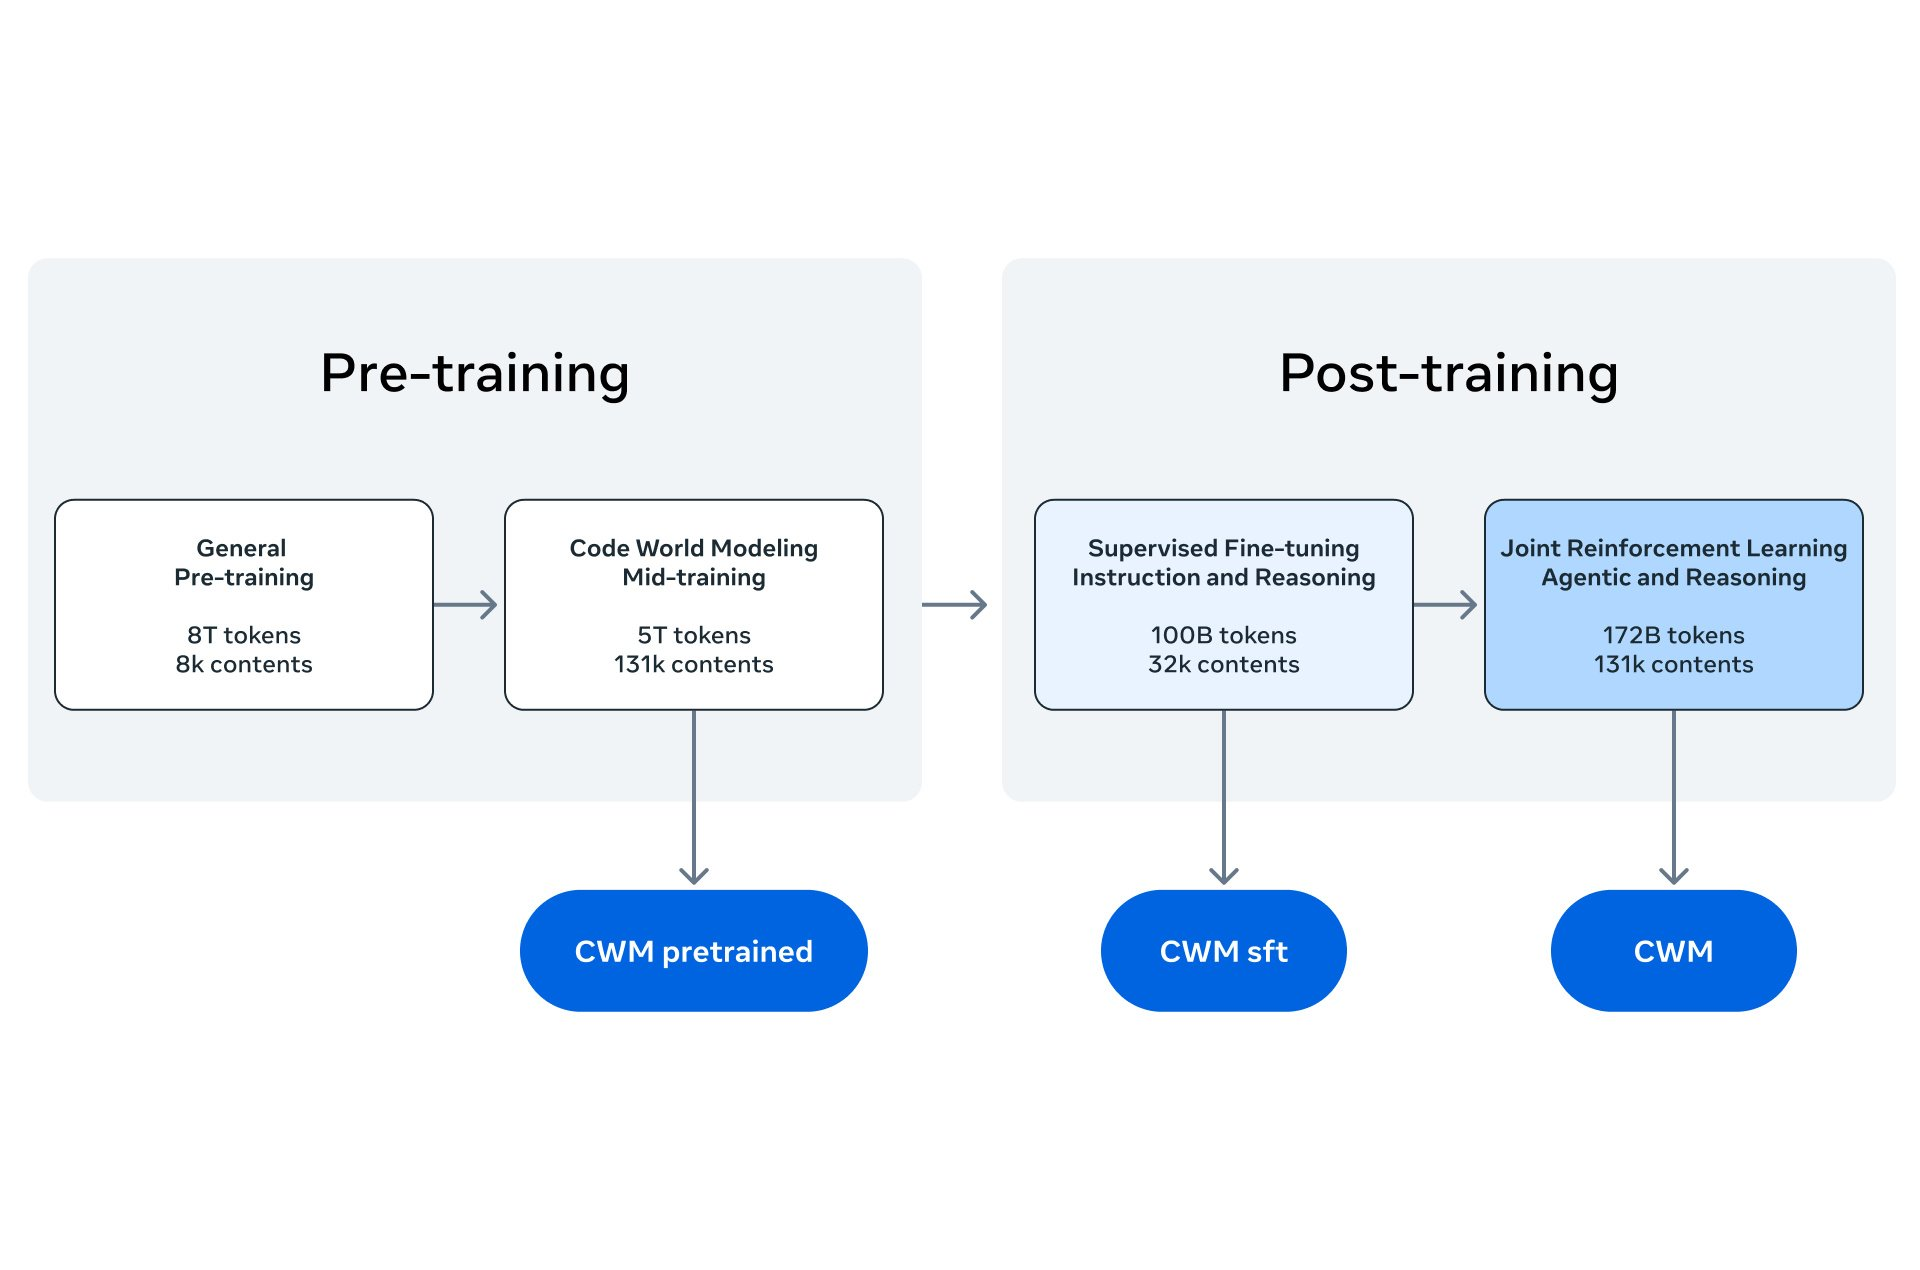 Pre-training
General
Pre-training
8T tokens
8k contents
Code World Modeling
Mid-training
5T tokens
131k contents
CWM pretrained
Post-training
Supervised Fine-tuning
Instruction and Reasoning
100B tokens
32k contents
Joint Reinforcement Learning
Agentic and Reasoning
172B tokens
131k contents
CWM sft
CWM